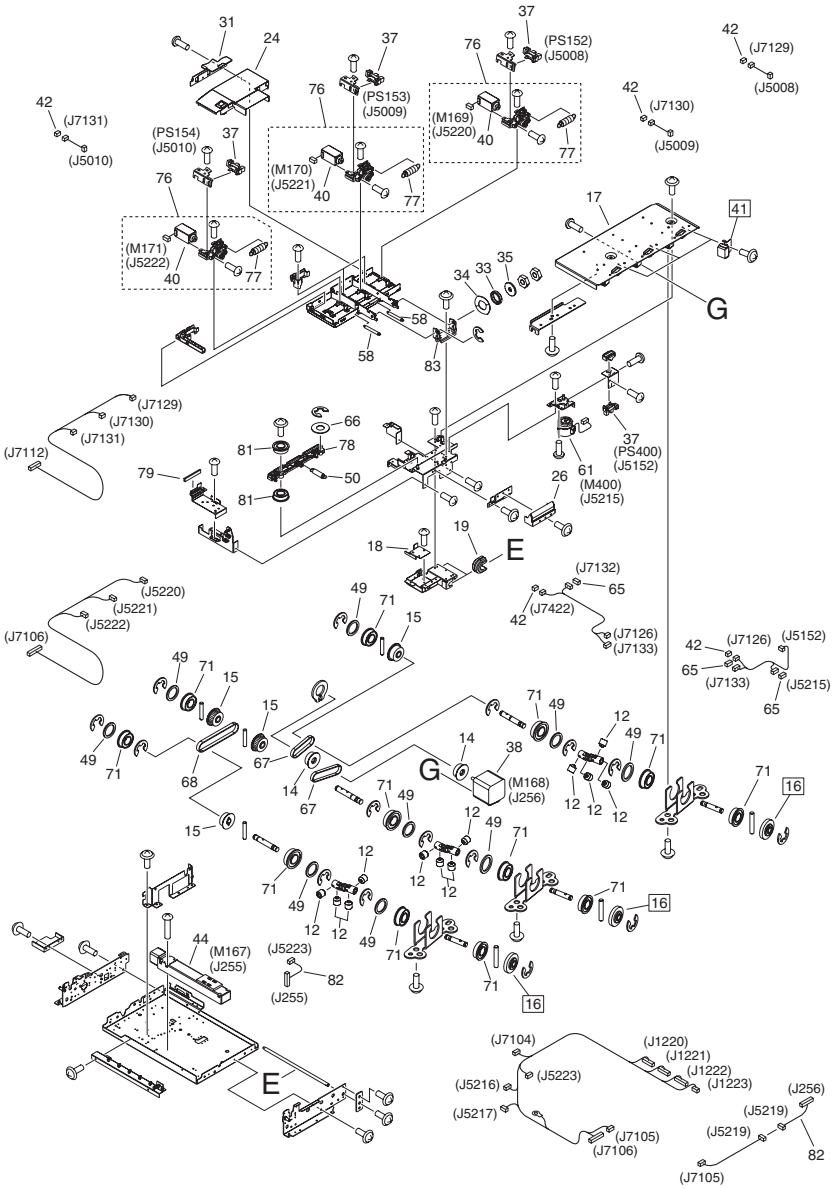 31
24
37
(PS152)
(J5008)
76
37
(PS153)
(J5009)
76
42
(J7129)
(J5008)
42
(J7130)
(J5009)
42
(J7131)
(J5010)
(PS154)
(J5010)
37
76
(M169)
(J5220)
40
77
(M170)
(J5221)
40
77
(M171)
(J5222)
40
77
17
41
G
34
33
35
58
58
83
(J7129)
(J7130)
(J7131)
(J7112)
66
81
78
50
81
79
37
(PS400)
(J5152)
61
(M400)
(J5215)
26
18
19
E
(J7132)
65
42
(J7422)
(J7126)
(J7133)
42
(J7126)
(J5152)
65
(J7133)
(J5215)
65
(J5220)
(J5221)
(J5222)
(J7106)
49
71
15
49
71
15
49
71
68
15
67
14
67
14
G
38
(M168)
(J256)
71
49
12
12
12
12
49
71
71
16
15
71
49
12
12
12
49
71
71
16
71
49
12
12
12
49
71
71
16
44
(M167)
(J255)
(J5223)
(J255)
82
E
(J7104)
(J5223)
(J5216)
(J5217)
(J1220)
(J1221)
(J1222)
(J1223)
(J7105)
(J7106)
(J256)
(J5219)
(J5219)
82
(J7105)